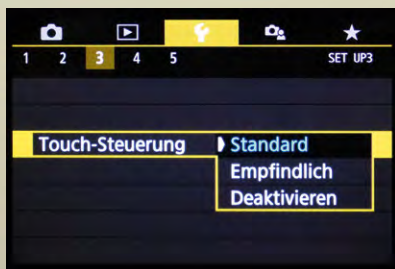 1 2 3 4 5 SET UP3
Touch-Steuerung Standard
Empfindlich
Deaktivieren